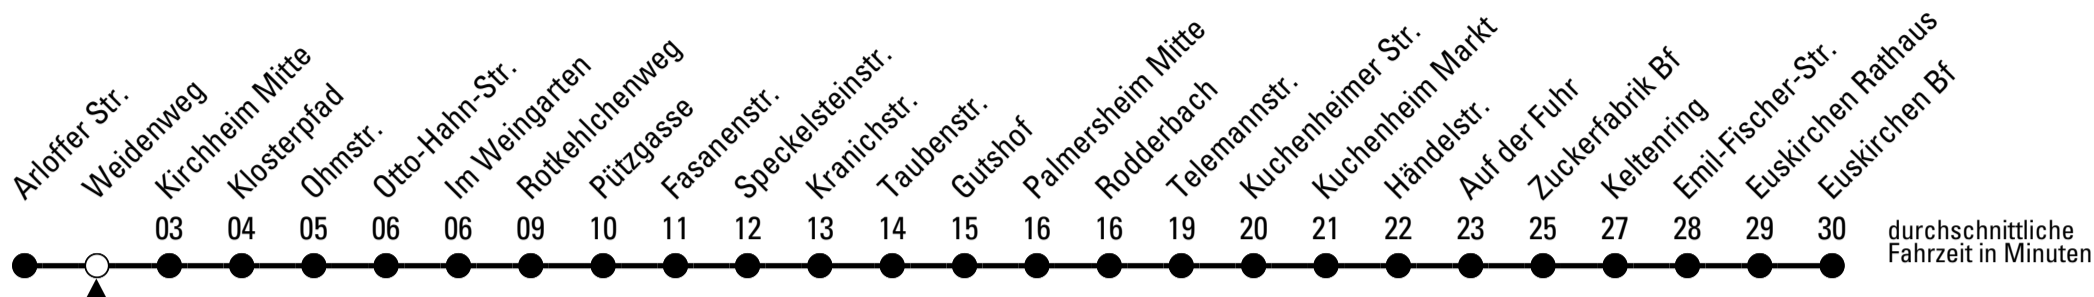 Arloffer Str.
Weidenweg
Kirchheim Mitte
Klosterpfad
Ohmstr.
Otto-Hahn-Str.
Im Weingarten
Rotkehlchenweg
Pützgasse
Fasanenstr.
Speckelsteinstr.
Kranichstr.
Taubenstr.
Gutshof
Palmersheim Mitte
Rodderbach
Telemannstr.
Kuchenheimer Str.
Kuchenheim Markt
Händelstr.
Auf der Fuhr
Zuckerfabrik Bf
Keltenring
Emil-Fischer-Str.
Euskirchen Rathaus
Euskirchen Bf
03 04 05 06 06 09 10 11 12 13 14 15 16 16 19 20 21 22 23 25 27 28 29 30
durchschnittliche
Fahrzeit in Minuten